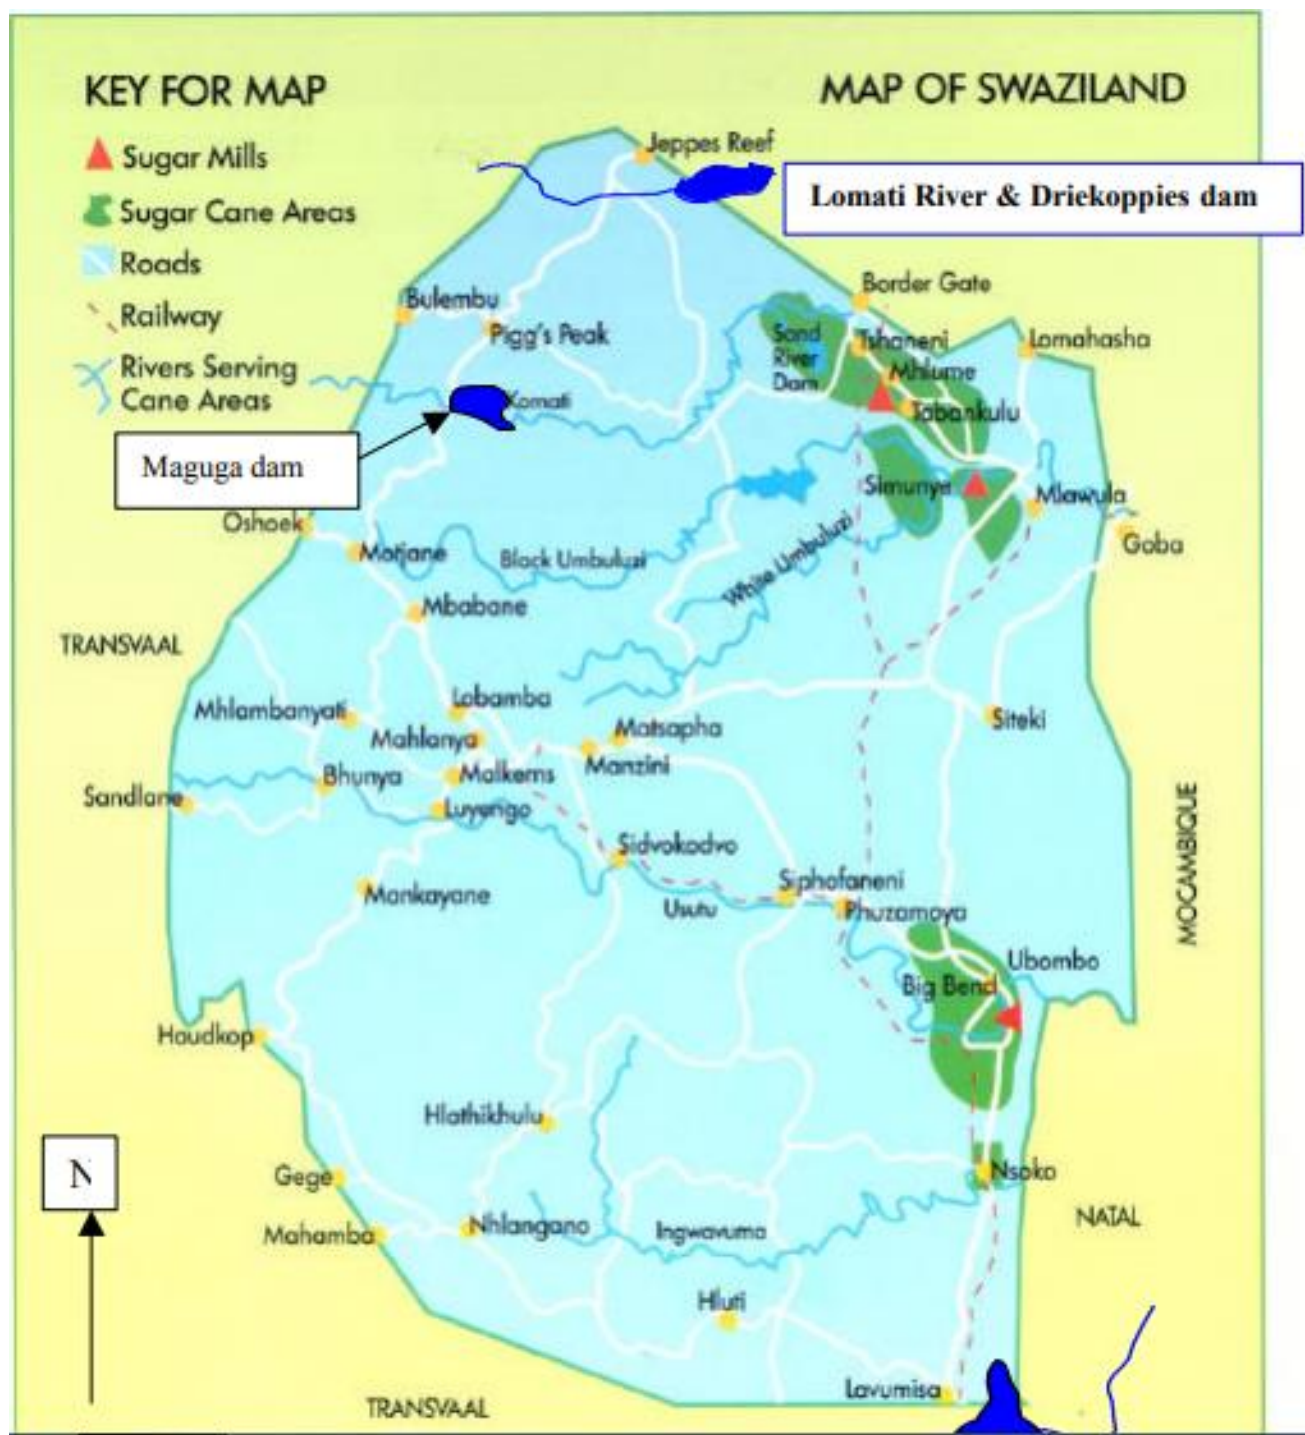 KEY FOR MAP
MAP OF SWAZILAND
Sugar Mills
Sugar Cane Areas
Roads
Railway
Rivers Serving
Cane Areas
Jeppes Reef
Lomati River & Driekoppies dam
Border Gate
Bulembu
Pigg's Peak
Sand
River
Dam
Tshaneni
Lomahasha
Mhlume
Tabankulu
Komati
Maguga dam
Simunye
Mlawula
Oshoek
Motjane
Black Umbuluzi
White Umbuluzi
Goba
Mbabane
TRANSVAAL
Lobamba
Mhlambanyati
Mahlanya
Matsapha
Manzini
Siteki
Bhunya
Malkerns
Sandlane
Luyengo
MOCAMBIQUE
Sidvokodvo
Siphofaneni
Mankayane
Usutu
Phuzamoya
Ubombo
Big Bend
Houdkop
Hlathikhulu
N
Gege
Nsoko
Mahamba
Nhlangano
Ingwavuma
NATAL
Hluti
Lavumisa
TRANSVAAL